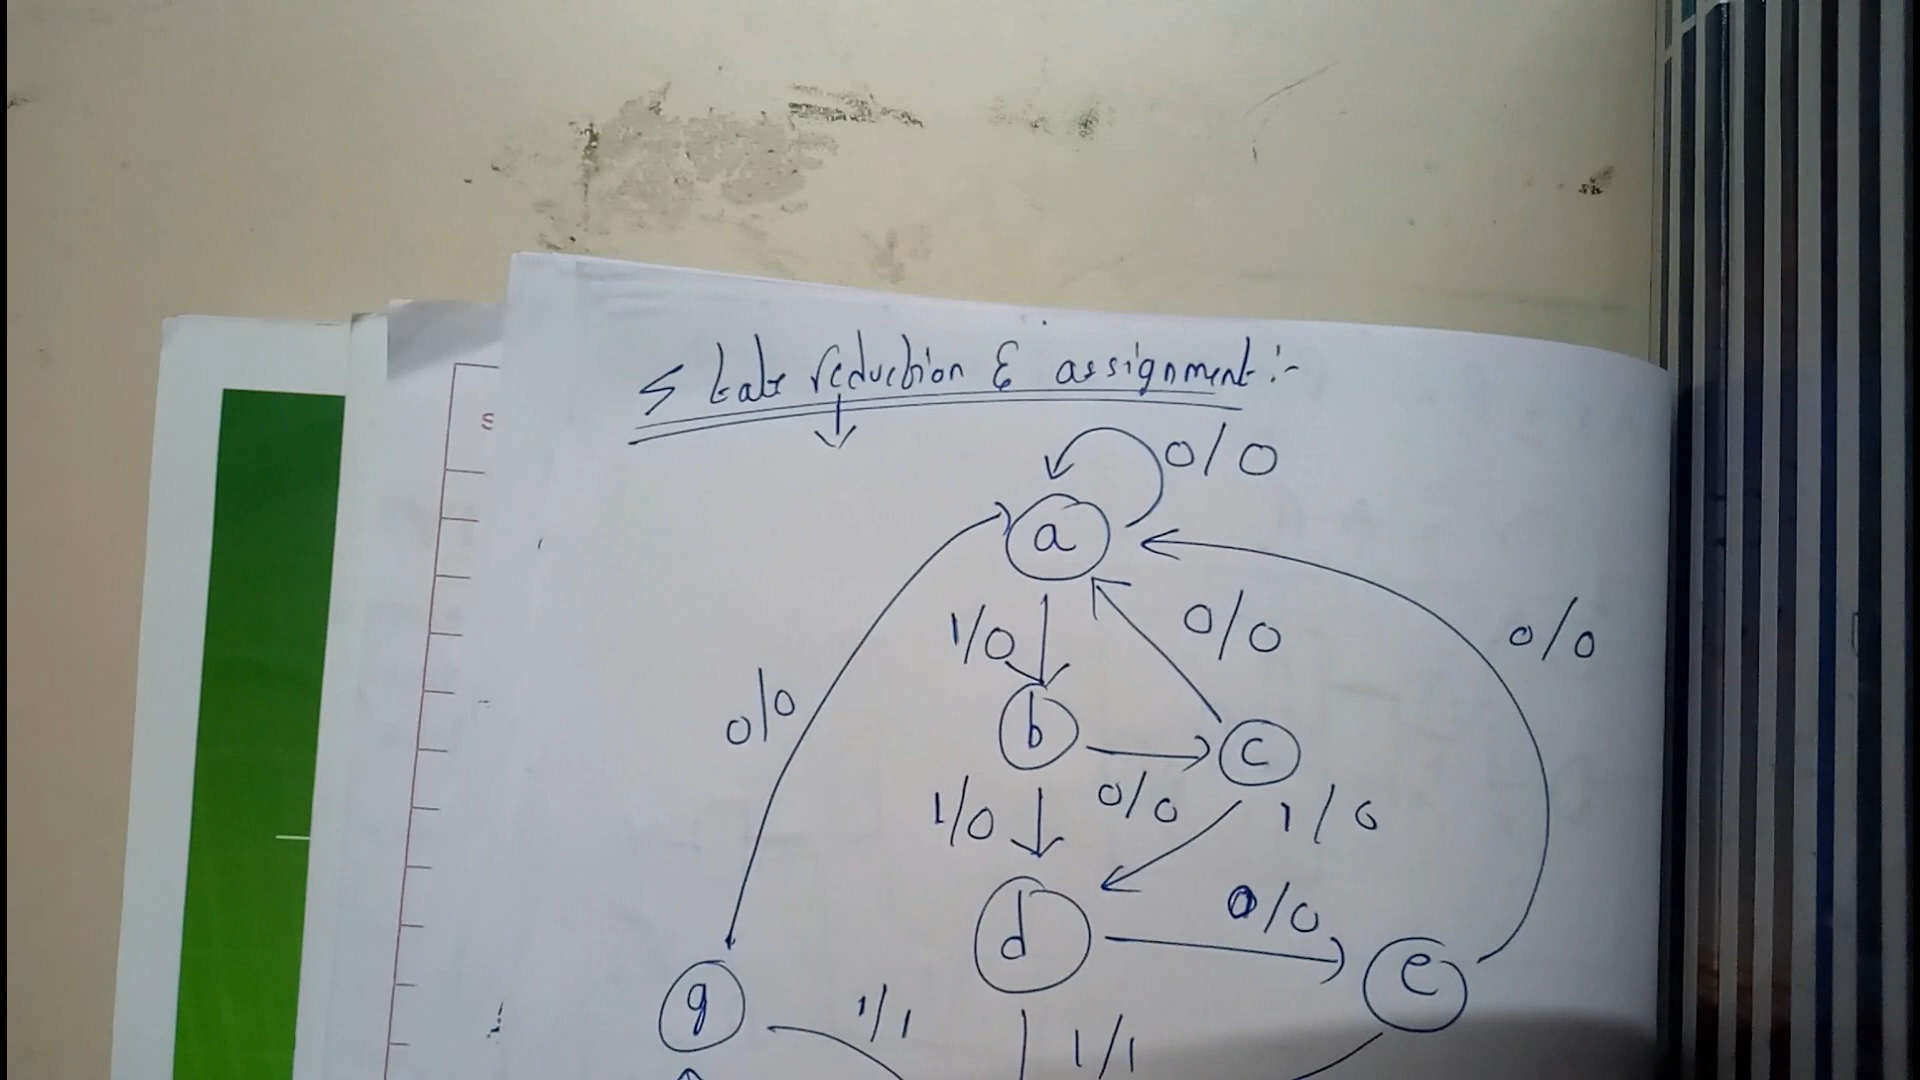 State reduction & assignment :-
0/0
a
0/0
1/0
0/0
0/0
b
c
1/0
0/0
1/0
0/0
d
e
g
1/1
1/1
S